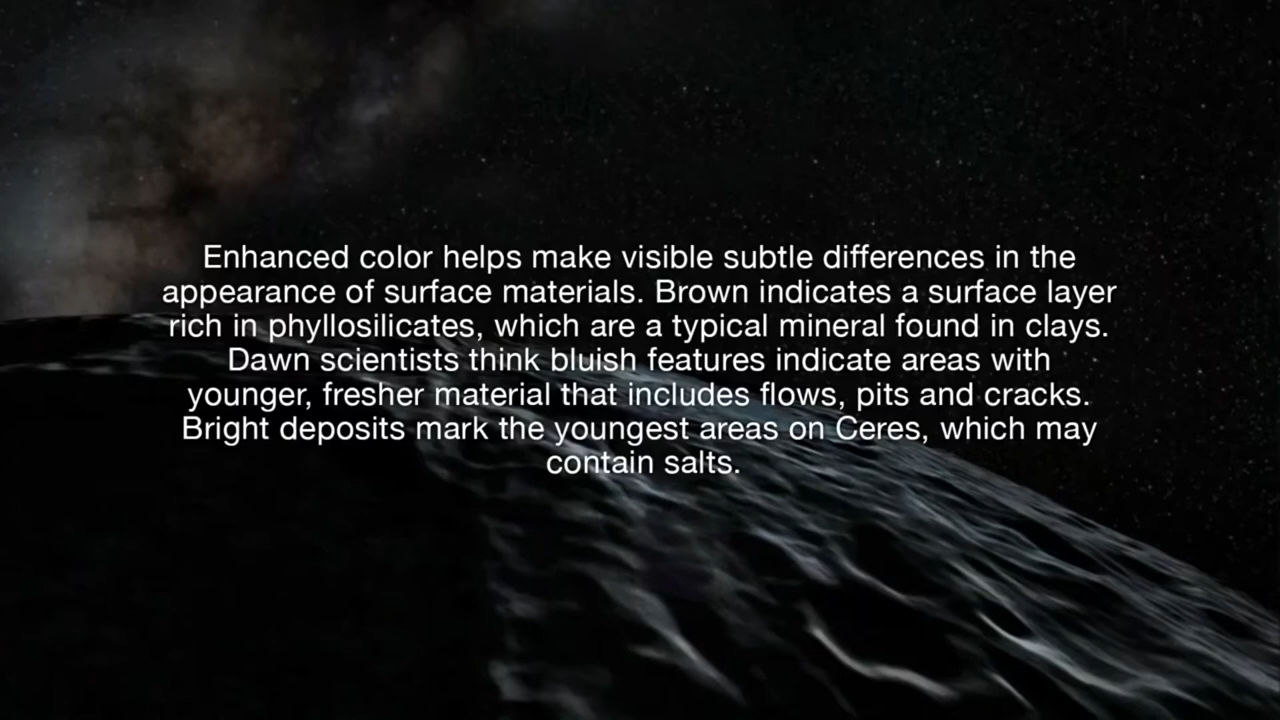 Enhanced color helps make visible subtle differences in the
appearance of surface materials. Brown indicates a surface layer
rich in phyllosilicates, which are a typical mineral found in clays.
Dawn scientists think bluish features indicate areas with
younger, fresher material that includes flows, pits and cracks.
Bright deposits mark the youngest areas on Ceres, which may
contain salts.